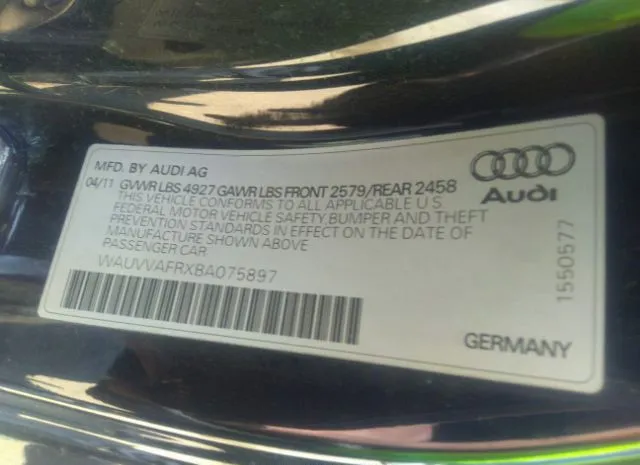 MFD. BY AUDI AG
04/11 GVWR LBS 4927 GAWR LBS FRONT 2579/REAR 2458
THIS VEHICLE CONFORMS TO ALL APPLICABLE U S
FEDERAL MOTOR VEHICLE SAFETY, BUMPER AND THEFT
PREVENTION STANDARDS IN EFFECT ON THE DATE OF
MANUFACTURE SHOWN ABOVE
PASSENGER CAR
WAUVVAFRXBA075897
Audi
1550577
GERMANY